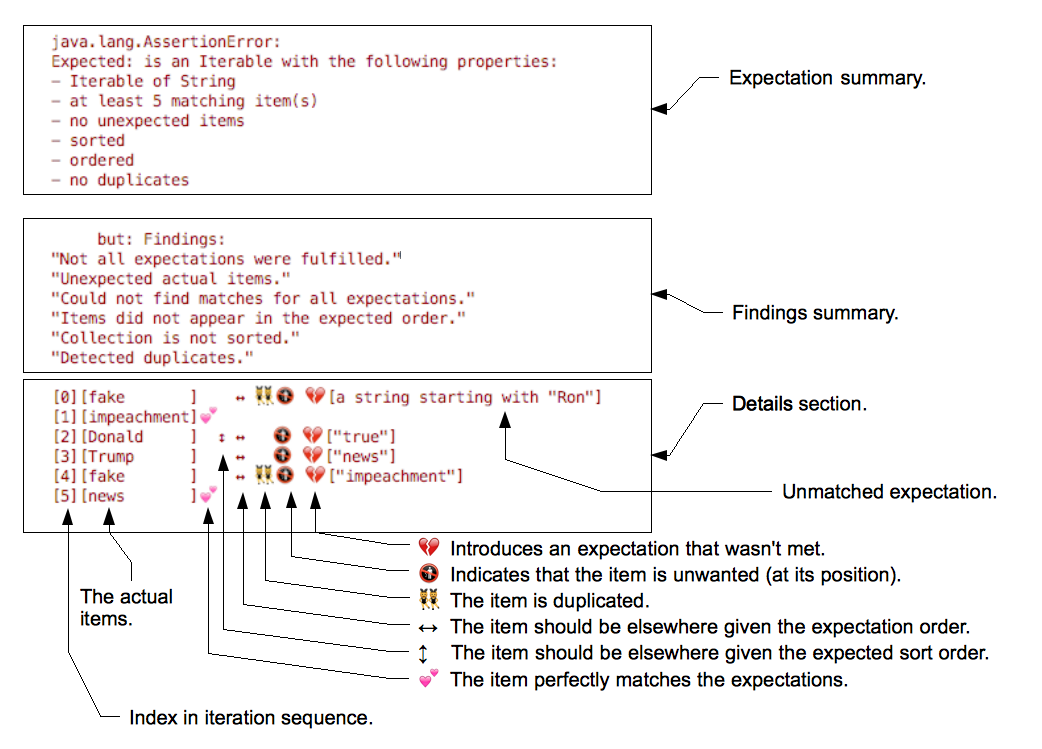 java.lang.AssertionError:
Expected: is an Iterable with the following properties:
– Iterable of String
– at least 5 matching item(s)
– no unexpected items
– sorted
– ordered
– no duplicates
Expectation summary.
but: Findings:
"Not all expectations were fulfilled."
"Unexpected actual items."
"Could not find matches for all expectations."
"Items did not appear in the expected order."
"Collection is not sorted."
"Detected duplicates."
Findings summary.
[0][fake ] ↔ 👯🚷 💔[a string starting with "Ron"]
[1][impeachment]💕
[2][Donald ] ↕ ↔ 🚷 💔["true"]
[3][Trump ] ↔ 🚷 💔["news"]
[4][fake ] ↔ 👯🚷 💔["impeachment"]
[5][news ]💕
Details section.
Unmatched expectation.
💔 Introduces an expectation that wasn't met.
🚷 Indicates that the item is unwanted (at its position).
👯 The item is duplicated.
↔ The item should be elsewhere given the expectation order.
↕ The item should be elsewhere given the expected sort order.
💕 The item perfectly matches the expectations.
The actual
items.
Index in iteration sequence.